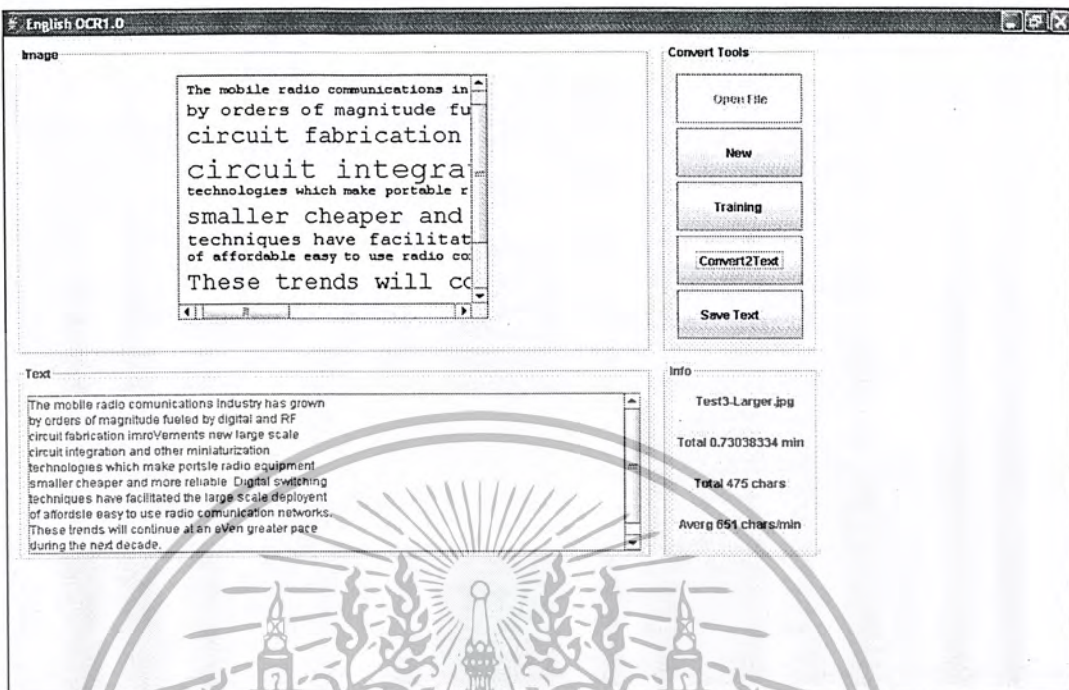 English OCR1.0
Image
The mobile radio communications in
by orders of magnitude fu
circuit fabrication
circuit integra
technologies which make portable r
smaller cheaper and
techniques have facilitat
of affordable easy to use radio co
These trends will co
Convert Tools
Open File
New
Training
Convert2Text
Save Text
Text
The mobile radio comunications industry has grown
by orders of magnitude fueled by digital and RF
circuit fabrication imroVements new large scale
circuit integration and other miniaturization
technologies which make portsle radio equipment
smaller cheaper and more reliable Digital switching
techniques have facilitated the large scale deployent
of affordsle easy to use radio comunication networks.
These trends will continue at an eVen greater pace
during the next decade.
Info
Test3-Larger.jpg
Total 0.73038334 min
Total 475 chars
Averg 651 chars/min